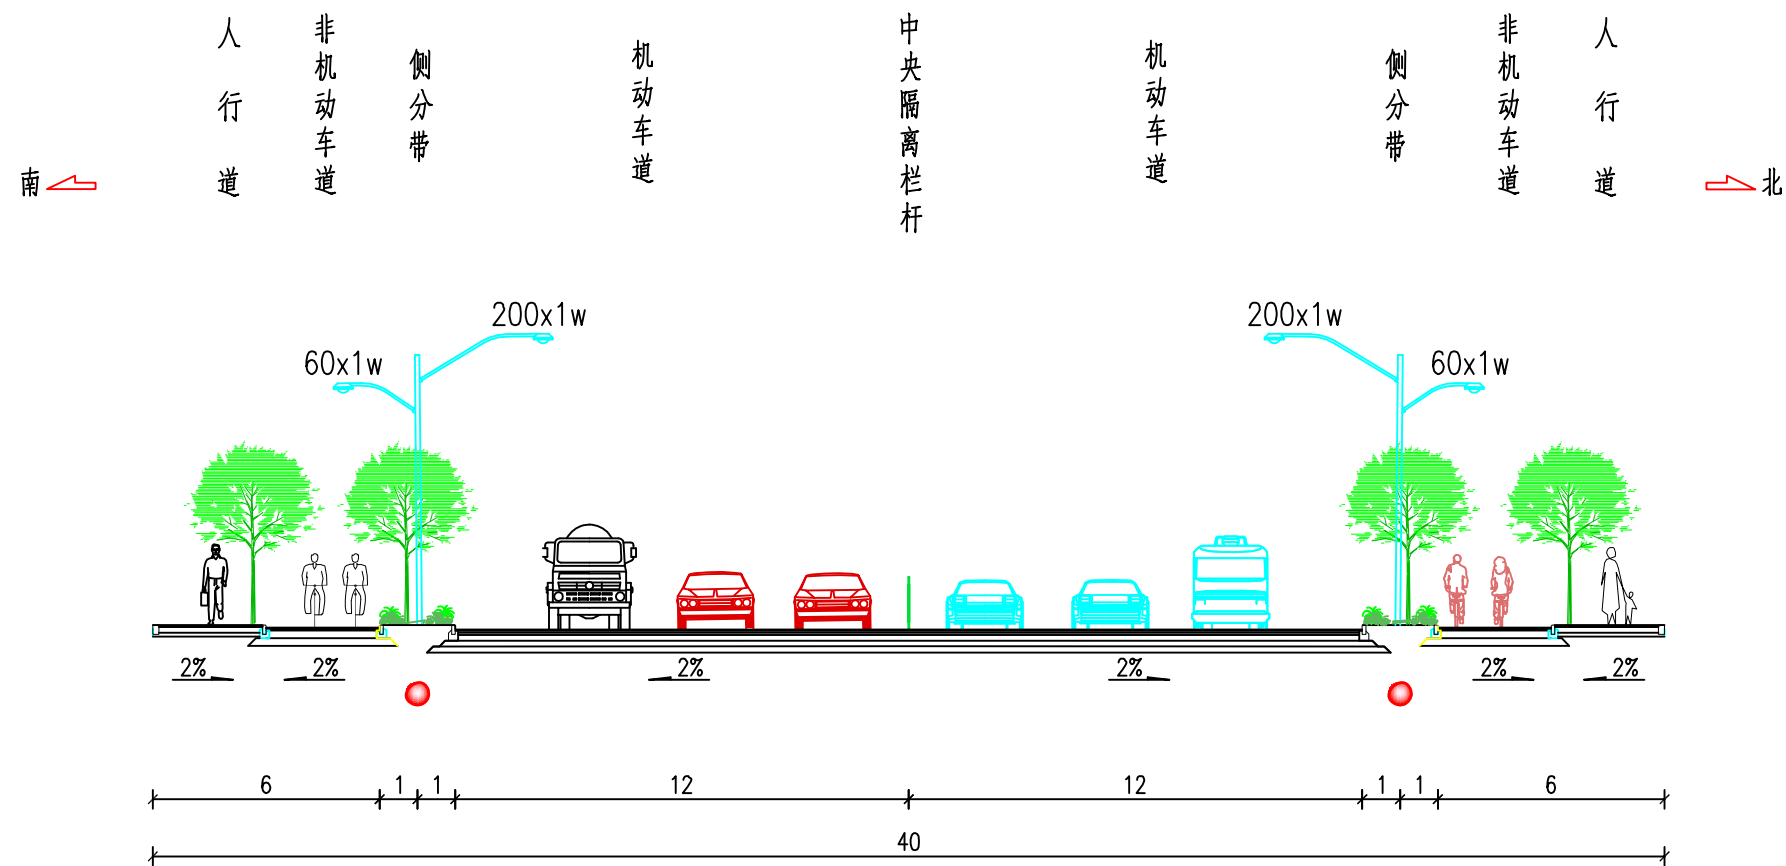 人行道
非机动车道
侧分带
机动车道
中央隔离栏杆
机动车道
侧分带
非机动车道
人行道
南
北
200x1w
60x1w
200x1w
60x1w
2%
2%
2%
2%
2%
2%
6
1
1
12
12
1
1
6
40